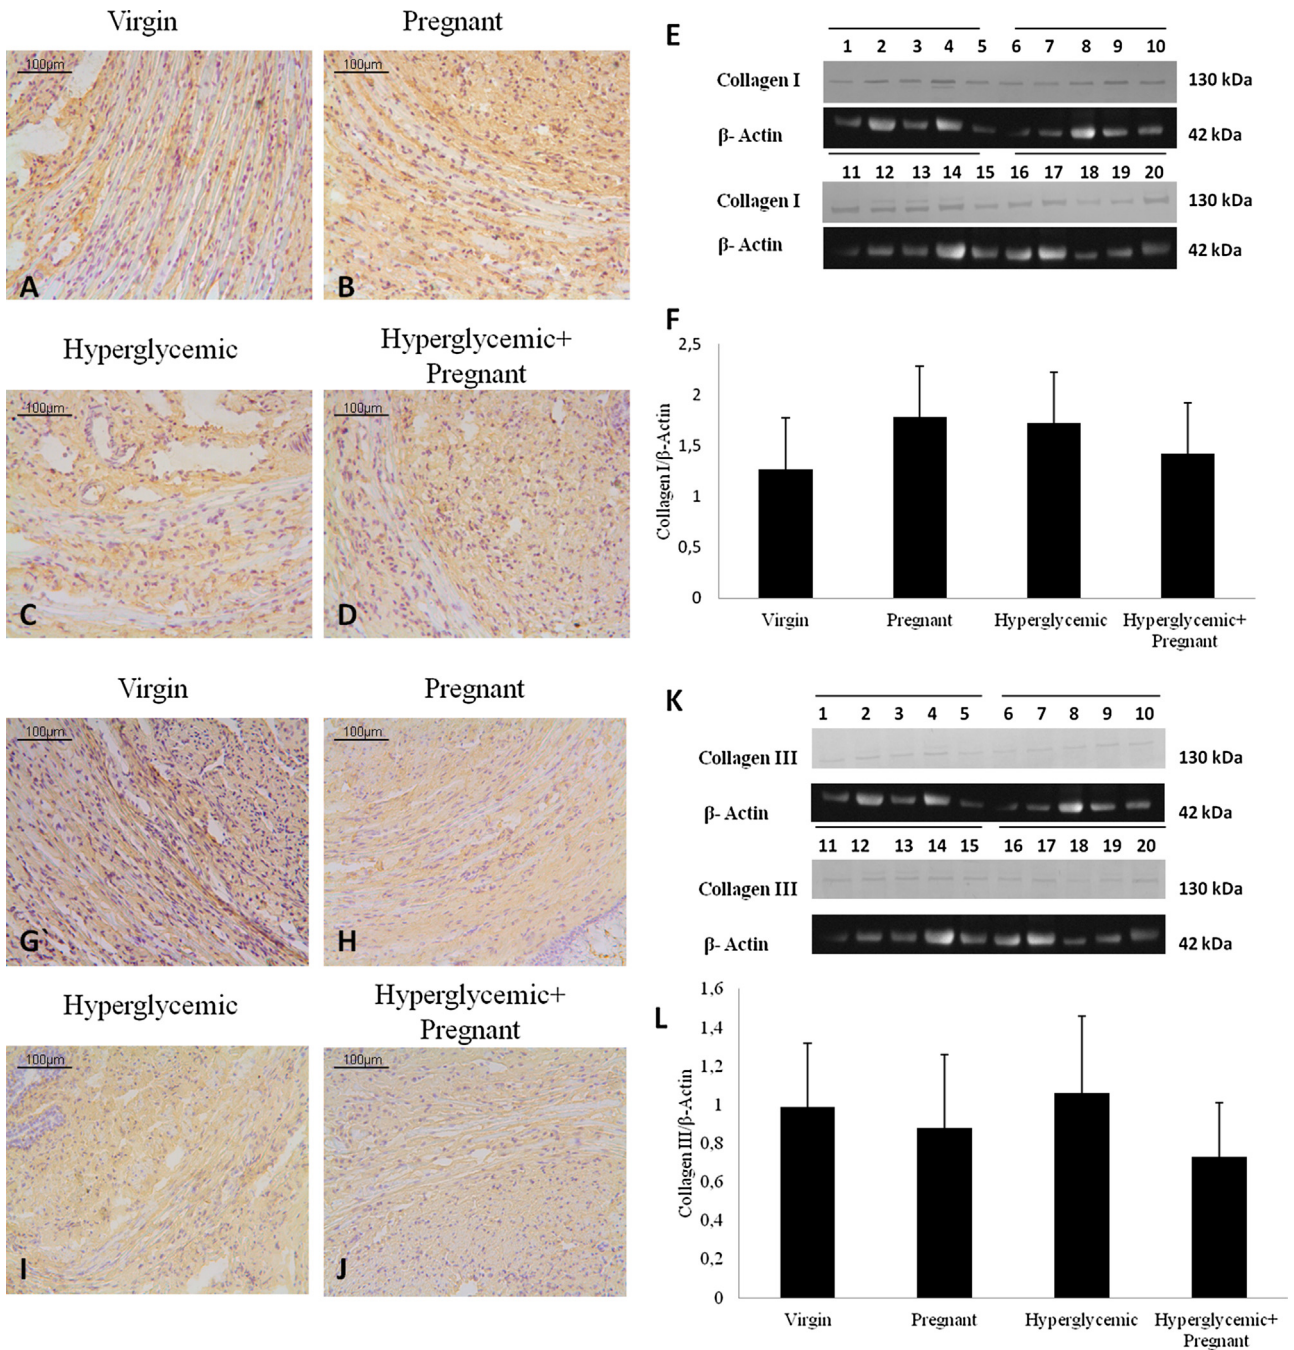 Virgin
Pregnant
100µm
A
100µm
B
Hyperglycemic
Hyperglycemic+
Pregnant
100µm
C
100µm
D
E
1 2 3 4 5 6 7 8 9 10
Collagen I
130 kDa
β- Actin
42 kDa
11 12 13 14 15 16 17 18 19 20
Collagen I
130 kDa
β- Actin
42 kDa
F
Collagen I/β-Actin
2,5
2
1,5
1
0,5
0
Virgin
Pregnant
Hyperglycemic
Hyperglycemic+
Pregnant
Virgin
Pregnant
100µm
G
100µm
H
Hyperglycemic
Hyperglycemic+
Pregnant
100µm
I
100µm
J
K
1 2 3 4 5 6 7 8 9 10
Collagen III
130 kDa
β- Actin
42 kDa
11 12 13 14 15 16 17 18 19 20
Collagen III
130 kDa
β- Actin
42 kDa
L
Collagen III/β-Actin
1,6
1,4
1,2
1
0,8
0,6
0,4
0,2
0
Virgin
Pregnant
Hyperglycemic
Hyperglycemic+
Pregnant